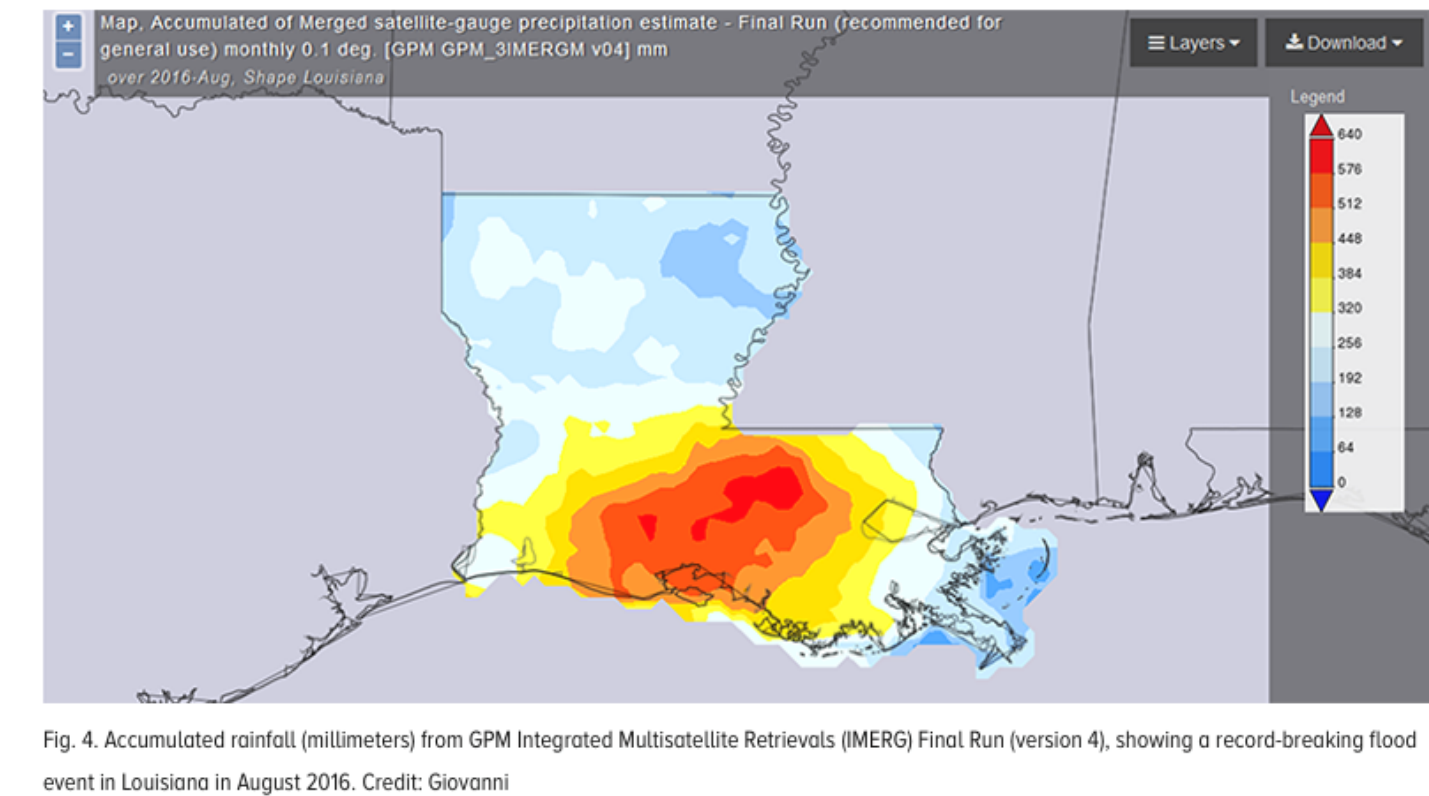 +
−
Map, Accumulated of Merged satellite-gauge precipitation estimate - Final Run (recommended for
general use) monthly 0.1 deg. [GPM GPM_3IMERGM v04] mm
over 2016-Aug, Shape Louisiana
Layers
Download
Legend
640
576
512
448
384
320
256
192
128
64
0
Fig. 4. Accumulated rainfall (millimeters) from GPM Integrated Multisatellite Retrievals (IMERG) Final Run (version 4), showing a record-breaking flood
event in Louisiana in August 2016. Credit: Giovanni